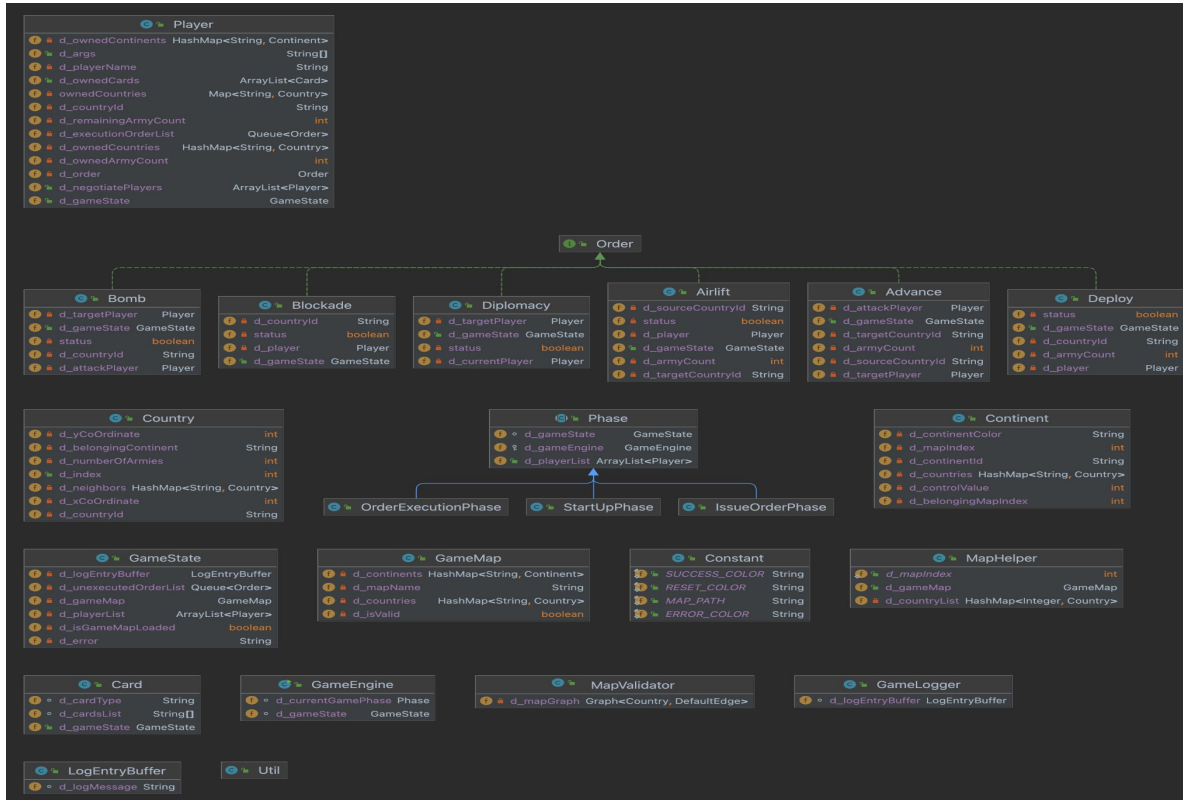 Player
d_ownedContinents HashMap<String, Continent>
d_args String[]
d_playerName String
d_ownedCards ArrayList<Card>
ownedCountries Map<String, Country>
d_countryId String
d_remainingArmyCount int
d_executionOrderList Queue<Order>
d_ownedCountries HashMap<String, Country>
d_ownedArmyCount int
d_order Order
d_negotiatePlayers ArrayList<Player>
d_gameState GameState
Order
Bomb
d_targetPlayer Player
d_gameState GameState
status boolean
d_countryId String
d_attackPlayer Player
Blockade
d_countryId String
status boolean
d_player Player
d_gameState GameState
Diplomacy
d_targetPlayer Player
d_gameState GameState
status boolean
d_currentPlayer Player
Airlift
d_sourceCountryId String
status boolean
d_player Player
d_gameState GameState
d_armyCount int
d_targetCountryId String
Advance
d_attackPlayer Player
d_gameState GameState
d_targetCountryId String
d_armyCount int
d_sourceCountryId String
d_targetPlayer Player
Deploy
status boolean
d_gameState GameState
d_countryId String
d_armyCount int
d_player Player
Country
d_yCoOrdinate int
d_belongingContinent String
d_numberOfArmies int
d_index int
d_neighbors HashMap<String, Country>
d_xCoOrdinate int
d_countryId String
Phase
d_gameState GameState
d_gameEngine GameEngine
d_playerList ArrayList<Player>
Continent
d_continentColor String
d_mapIndex int
d_continentId String
d_countries HashMap<String, Country>
d_controlValue int
d_belongingMapIndex int
OrderExecutionPhase
StartUpPhase
IssueOrderPhase
GameState
d_logEntryBuffer LogEntryBuffer
d_unexecutedOrderList Queue<Order>
d_gameMap GameMap
d_playerList ArrayList<Player>
d_isGameMapLoaded boolean
d_error String
GameMap
d_continents HashMap<String, Continent>
d_mapName String
d_countries HashMap<String, Country>
d_isValid boolean
Constant
SUCCESS_COLOR String
RESET_COLOR String
MAP_PATH String
ERROR_COLOR String
MapHelper
d_mapIndex int
d_gameMap GameMap
d_countryList HashMap<Integer, Country>
Card
d_cardType String
d_cardsList String[]
d_gameState GameState
GameEngine
d_currentGamePhase Phase
d_gameState GameState
MapValidator
d_mapGraph Graph<Country, DefaultEdge>
GameLogger
d_logEntryBuffer LogEntryBuffer
LogEntryBuffer
d_logMessage String
Util